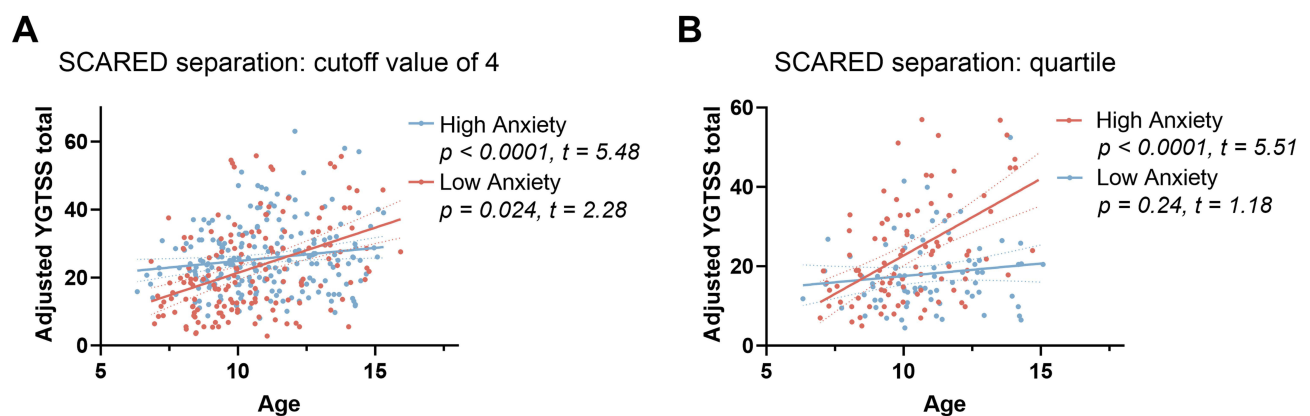 A
SCARED separation: cutoff value of 4
Adjusted YGTSS total
60
40
20
0
5
10
15
Age
High Anxiety
p < 0.0001, t = 5.48
Low Anxiety
p = 0.024, t = 2.28
B
SCARED separation: quartile
Adjusted YGTSS total
60
40
20
0
5
10
15
Age
High Anxiety
p < 0.0001, t = 5.51
Low Anxiety
p = 0.24, t = 1.18